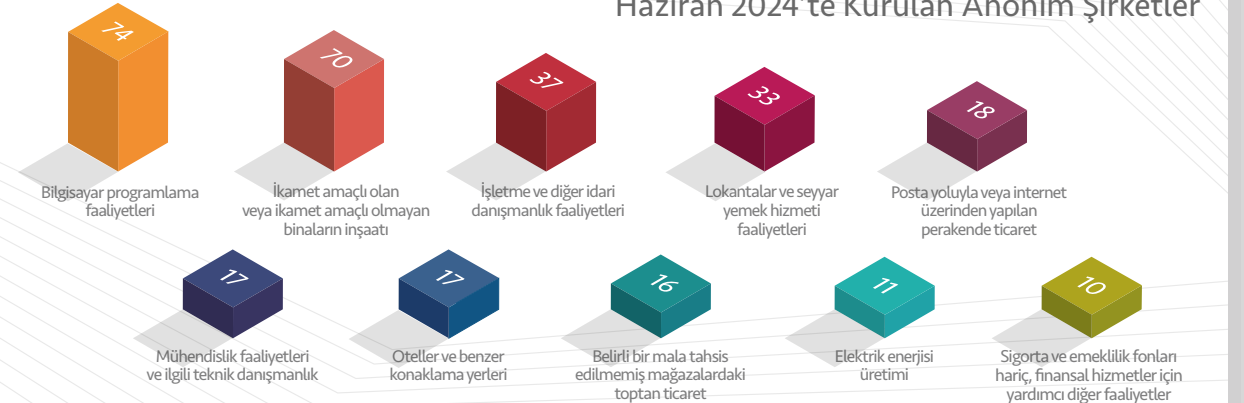 Haziran 2024'te Kurulan Anonim Şirketler
74
70
37
33
18
Bilgisayar programlama
faaliyetleri
İkamet amaçlı olan
veya ikamet amaçlı olmayan
binaların inşaatı
İşletme ve diğer idari
danışmanlık faaliyetleri
Lokantalar ve seyyar
yemek hizmeti
faaliyetleri
Posta yoluyla veya internet
üzerinden yapılan
perakende ticaret
17
17
16
11
10
Mühendislik faaliyetleri
ve ilgili teknik danışmanlık
Oteller ve benzer
konaklama yerleri
Belirli bir mala tahsis
edilmemiş mağazalardaki
toptan ticaret
Elektrik enerjisi
üretimi
Sigorta ve emeklilik fonları
hariç, finansal hizmetler için
yardımcı diğer faaliyetler